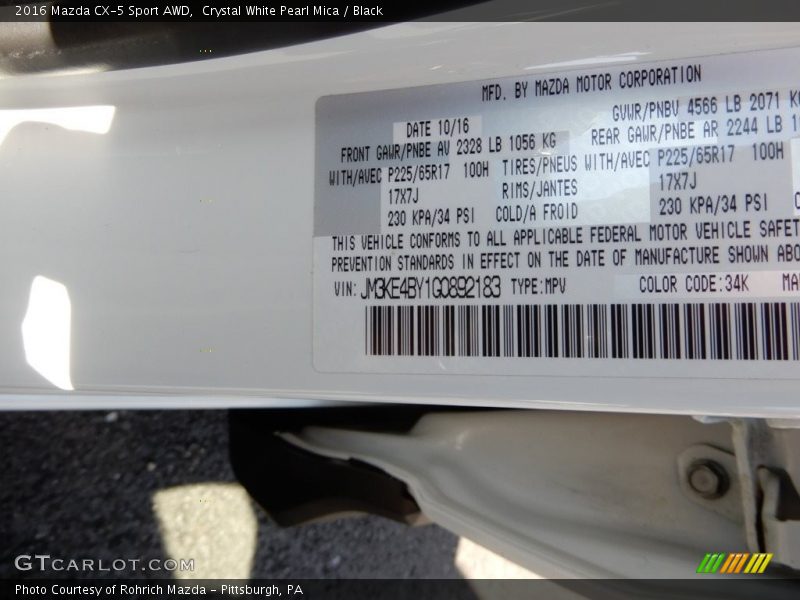 2016 Mazda CX-5 Sport AWD,  Crystal White Pearl Mica / Black
MFD. BY MAZDA MOTOR CORPORATION
DATE 10/16
GVWR/PNBV 4566 LB 2071 KG
FRONT GAWR/PNBE AV 2328 LB 1056 KG
REAR GAWR/PNBE AR 2244 LB
WITH/AVEC P225/65R17 100H TIRES/PNEUS WITH/AVEC P225/65R17 100H
17X7J RIMS/JANTES 17X7J
230 KPA/34 PSI COLD/A FROID 230 KPA/34 PSI
THIS VEHICLE CONFORMS TO ALL APPLICABLE FEDERAL MOTOR VEHICLE SAFET
PREVENTION STANDARDS IN EFFECT ON THE DATE OF MANUFACTURE SHOWN ABO
VIN: JM3KE4BY1G0892183 TYPE:MPV COLOR CODE:34K MA
GTCARLOT.COM
Photo Courtesy of Rohrich Mazda - Pittsburgh, PA